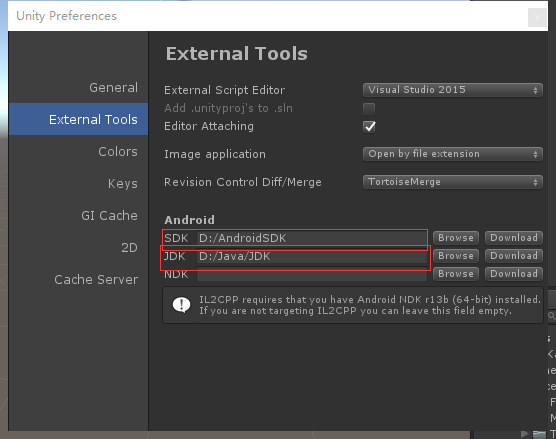 Unity Preferences
x
External Tools
General
External Tools
Colors
Keys
GI Cache
2D
Cache Server
External Script Editor Visual Studio 2015
Add .unityproj's to .sln
Editor Attaching
Image application Open by file extension
Revision Control Diff/Merge TortoiseMerge
Android
SDK D:/AndroidSDK Browse Download
JDK D:/Java/JDK Browse Download
NDK Browse Download
IL2CPP requires that you have Android NDK r13b (64-bit) installed.
If you are not targeting IL2CPP you can leave this field empty.